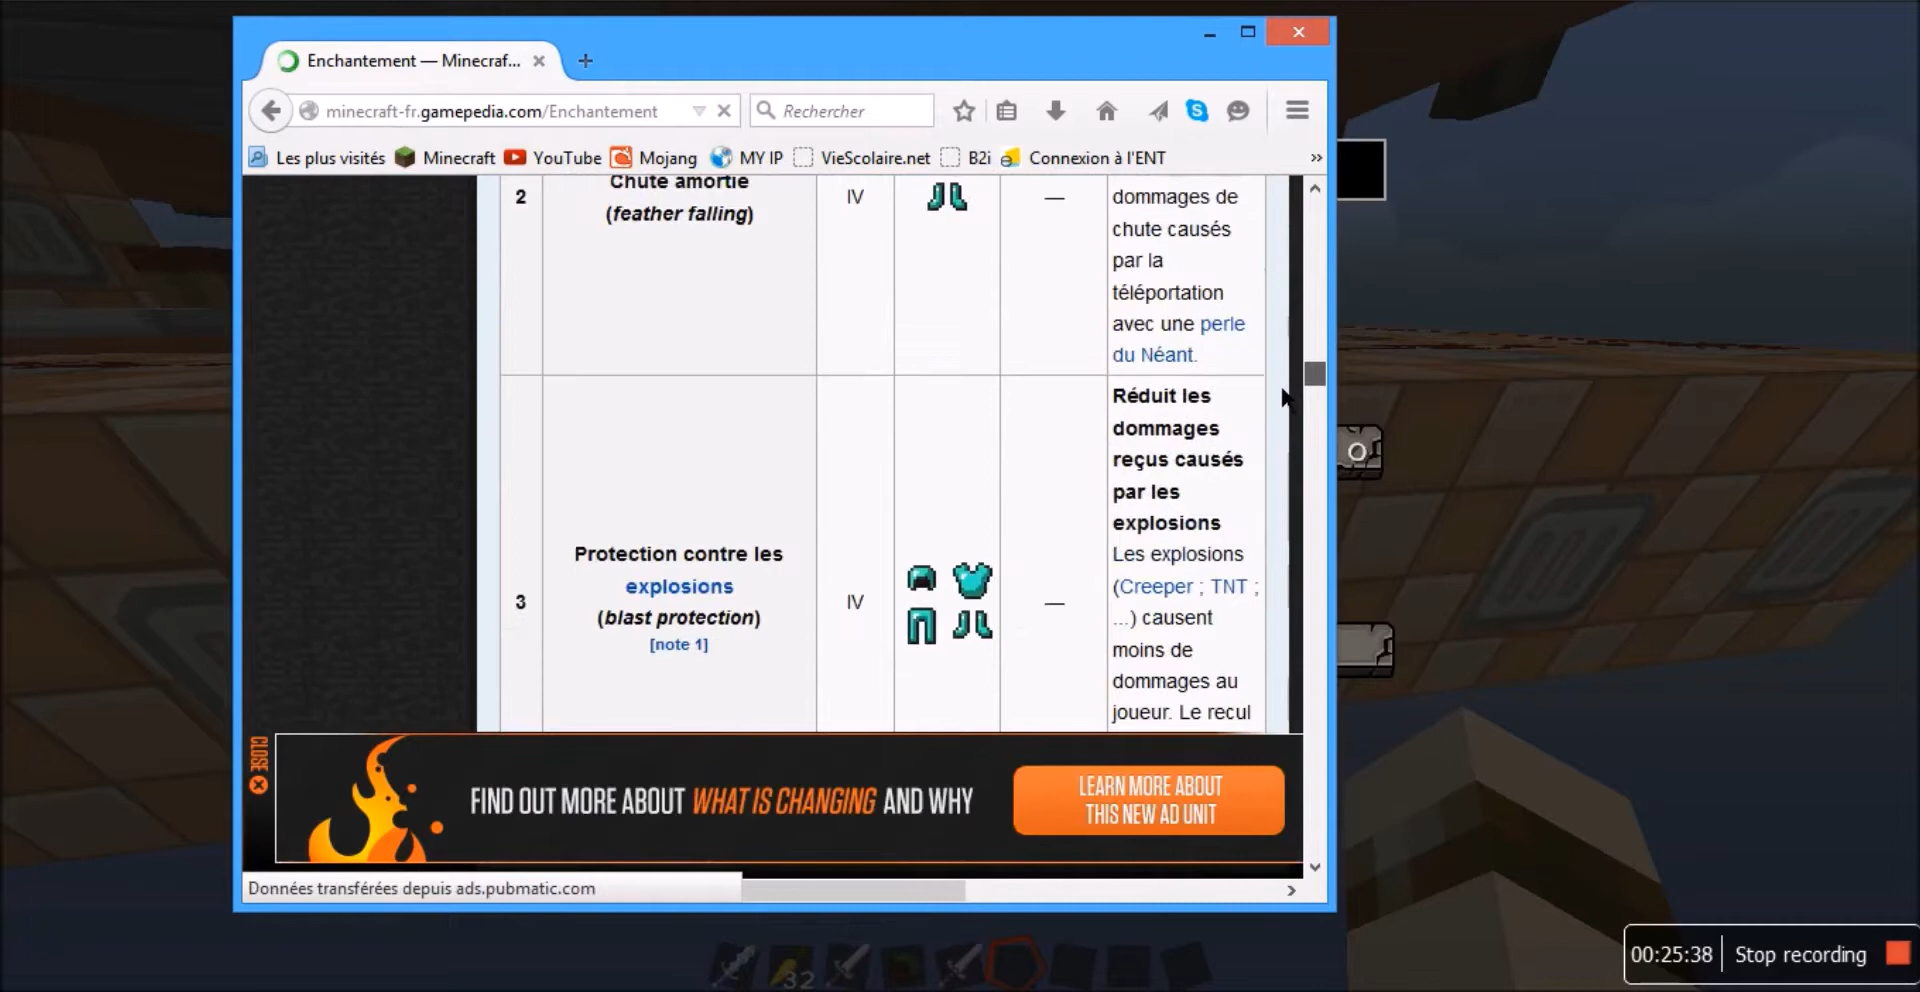 Enchantement — Minecraf...
minecraft-fr.gamepedia.com/Enchantement
Rechercher
Les plus visités
Minecraft
YouTube
Mojang
MY IP
VieScolaire.net
B2i
Connexion à l'ENT
»
2
Chute amortie
(feather falling)
IV
—
dommages de
chute causés
par la
téléportation
avec une perle
du Néant.
3
Protection contre les
explosions
(blast protection)
[note 1]
IV
—
Réduit les
dommages
reçus causés
par les
explosions
Les explosions
(Creeper ; TNT ;
...) causent
moins de
dommages au
joueur. Le recul
CLOSE
FIND OUT MORE ABOUT WHAT IS CHANGING AND WHY
LEARN MORE ABOUT
THIS NEW AD UNIT
Données transférées depuis ads.pubmatic.com
32
00:25:38
Stop recording